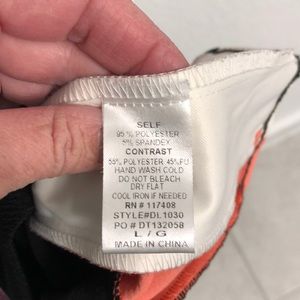 SELF
95% POLYESTER
5% SPANDEX
CONTRAST
55% POLYESTER 45%PU
HAND WASH COLD
DO NOT BLEACH
DRY FLAT
COOL IRON IF NEEDED
RN # 117408
STYLE#DL1030
PO # DT132058
L / G
MADE IN CHINA